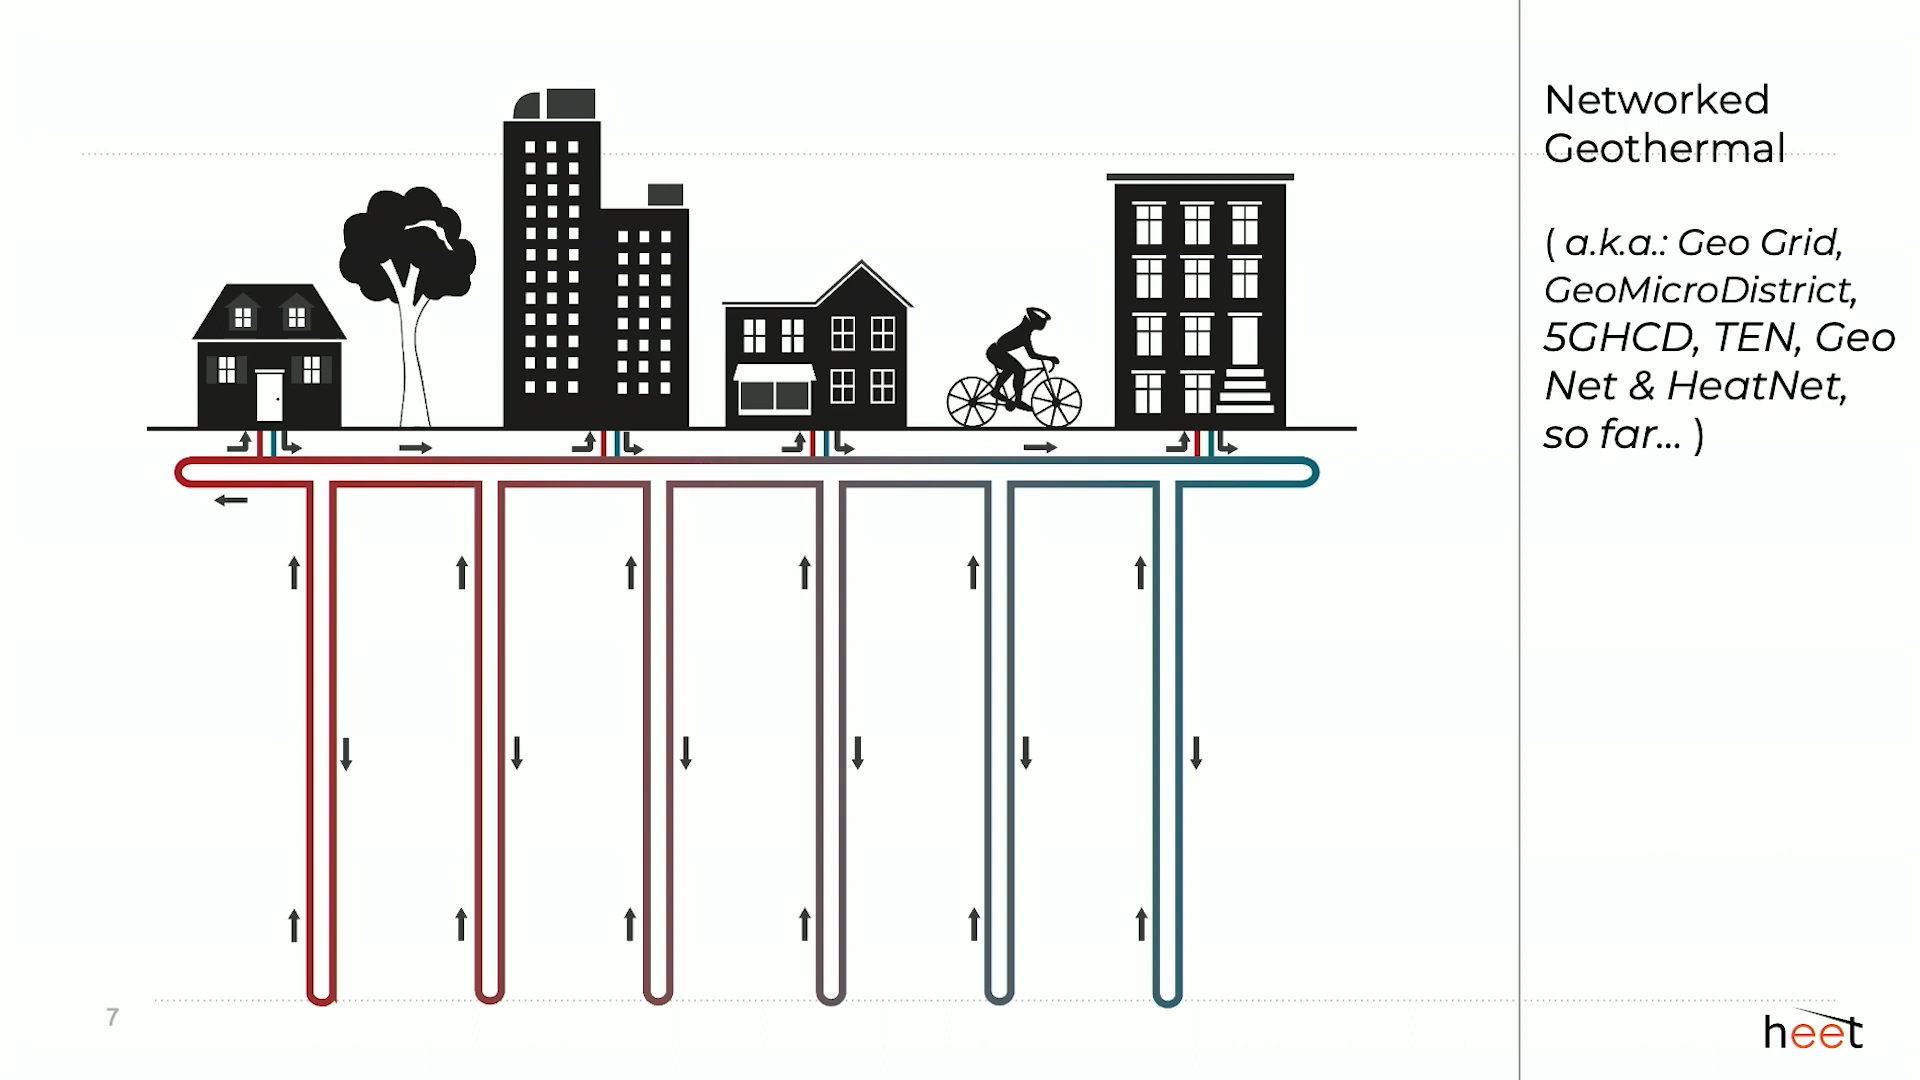 Networked
Geothermal
( a.k.a.: Geo Grid,
GeoMicroDistrict,
5GHCD, TEN, Geo
Net & HeatNet,
so far... )
7
heet